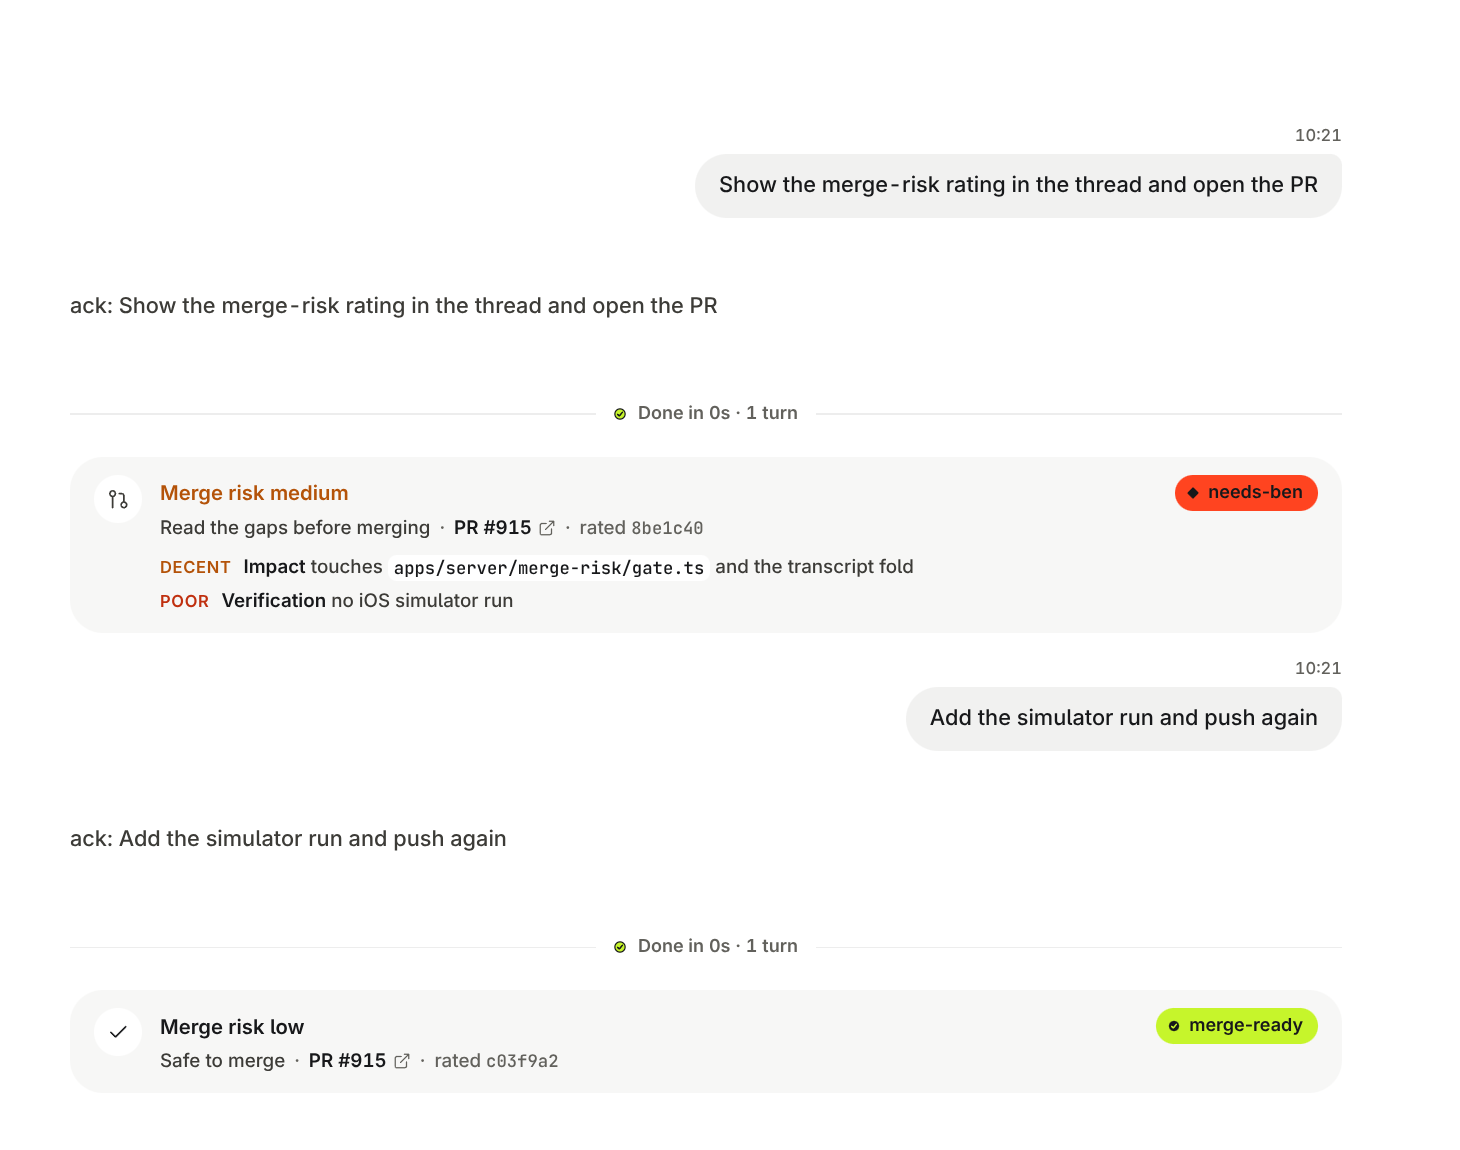 10:21
Show the merge-risk rating in the thread and open the PR
ack: Show the merge-risk rating in the thread and open the PR
Done in 0s · 1 turn
Merge risk medium
needs-ben
Read the gaps before merging · PR #915 · rated 8be1c40
DECENT Impact touches apps/server/merge-risk/gate.ts and the transcript fold
POOR Verification no iOS simulator run
10:21
Add the simulator run and push again
ack: Add the simulator run and push again
Done in 0s · 1 turn
Merge risk low
merge-ready
Safe to merge · PR #915 · rated c03f9a2